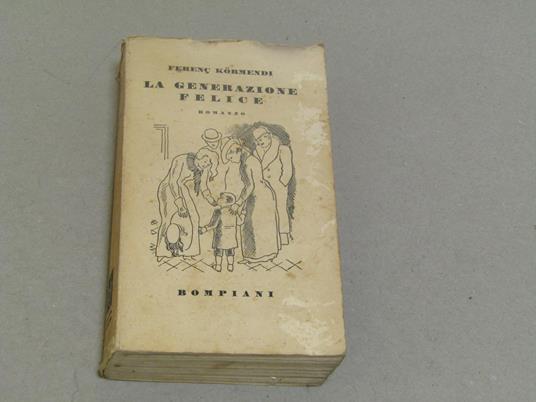 FERENÇ KÖRMENDI
LA GENERAZIONE
FELICE
ROMANZO
BOMPIANI